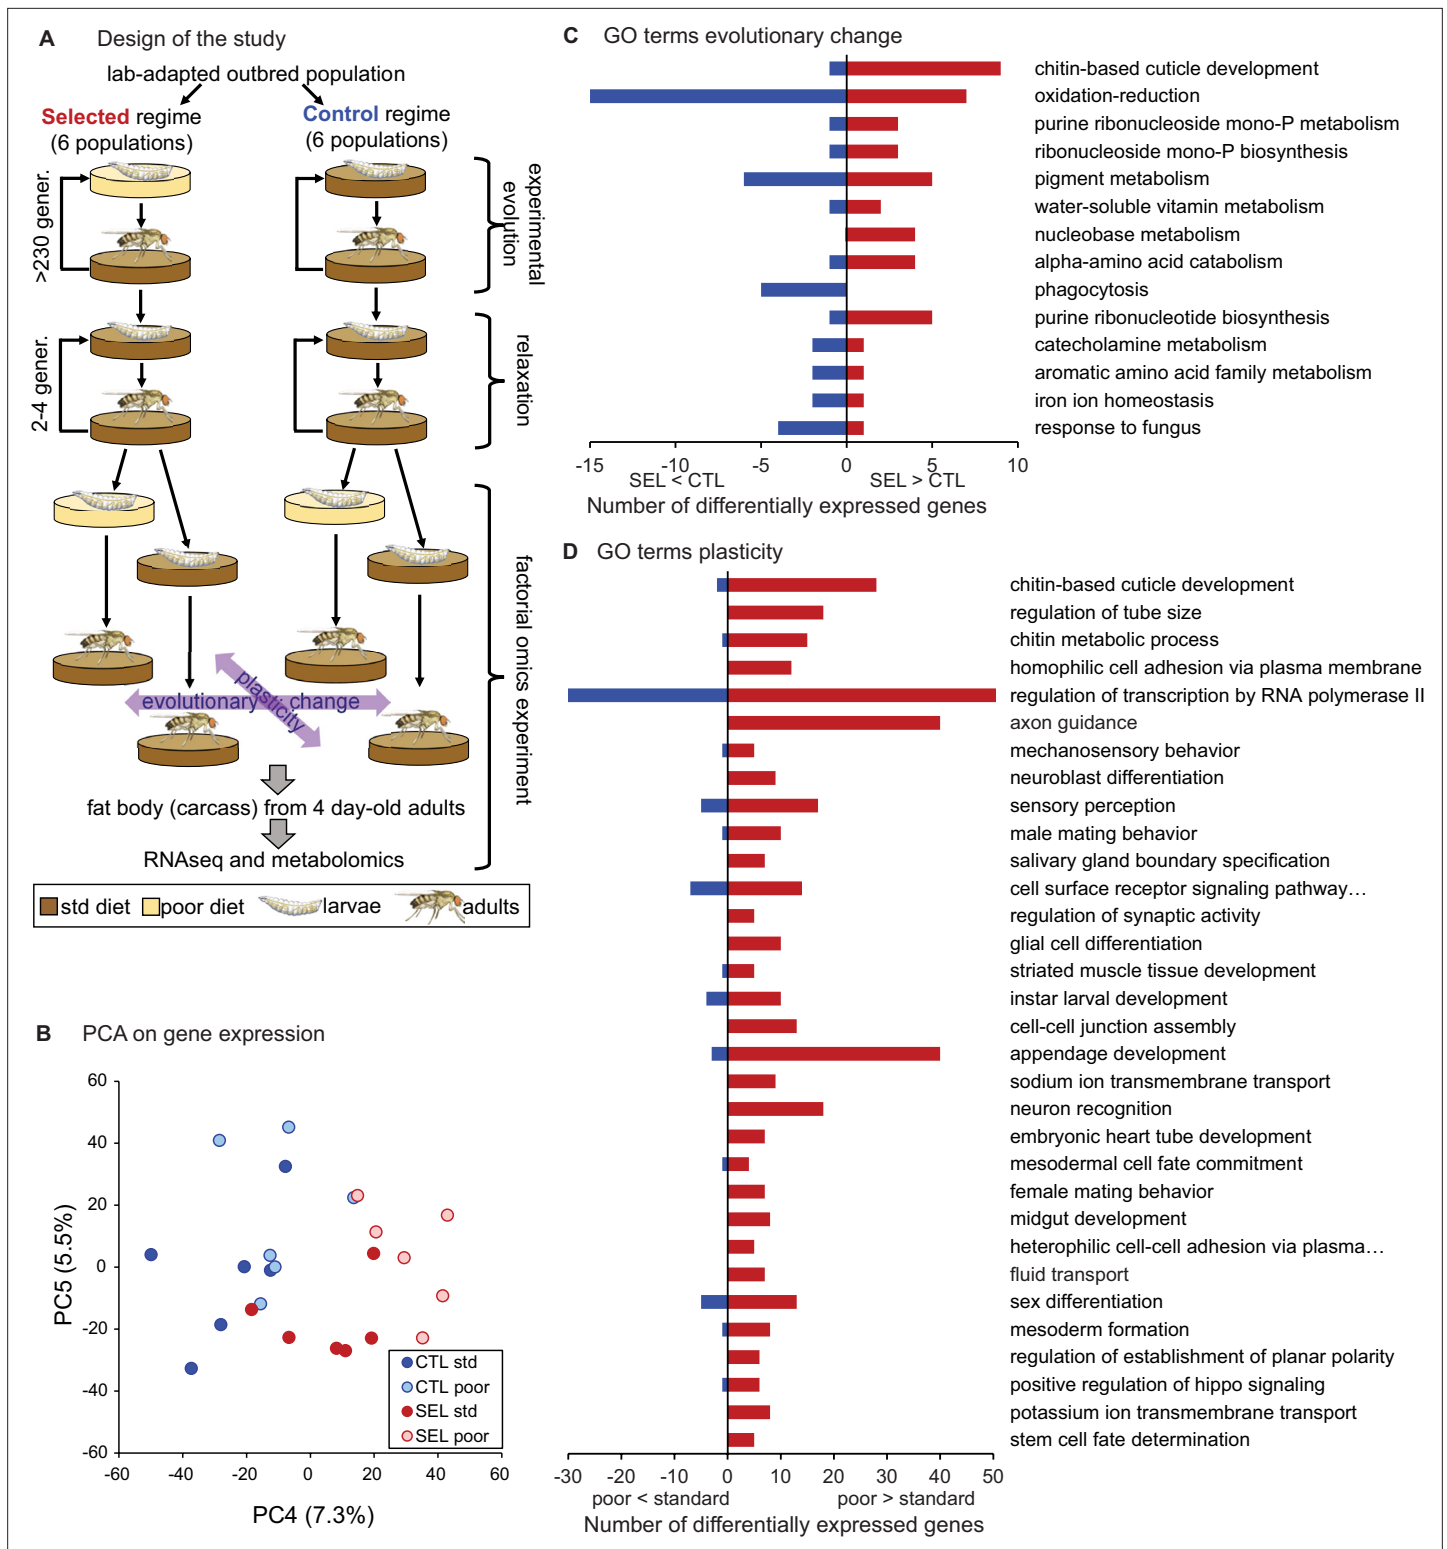 A Design of the study
lab-adapted outbred population
Selected regime
(6 populations)
Control regime
(6 populations)
>230 gener.
experimental
evolution
2-4 gener.
relaxation
factorial omics experiment
evolutionary change
plasticity
fat body (carcass) from 4 day-old adults
RNAseq and metabolomics
std diet poor diet larvae adults
B PCA on gene expression
60
40
20
0
-20
-40
-60
PC5 (5.5%)
CTL std
CTL poor
SEL std
SEL poor
-60 -40 -20 0 20 40 60
PC4 (7.3%)
C GO terms evolutionary change
chitin-based cuticle development
oxidation-reduction
purine ribonucleoside mono-P metabolism
ribonucleoside mono-P biosynthesis
pigment metabolism
water-soluble vitamin metabolism
nucleobase metabolism
alpha-amino acid catabolism
phagocytosis
purine ribonucleotide biosynthesis
catecholamine metabolism
aromatic amino acid family metabolism
iron ion homeostasis
response to fungus
-15 -10 -5 0 5 10
SEL < CTL SEL > CTL
Number of differentially expressed genes
D GO terms plasticity
chitin-based cuticle development
regulation of tube size
chitin metabolic process
homophilic cell adhesion via plasma membrane
regulation of transcription by RNA polymerase II
axon guidance
mechanosensory behavior
neuroblast differentiation
sensory perception
male mating behavior
salivary gland boundary specification
cell surface receptor signaling pathway…
regulation of synaptic activity
glial cell differentiation
striated muscle tissue development
instar larval development
cell-cell junction assembly
appendage development
sodium ion transmembrane transport
neuron recognition
embryonic heart tube development
mesodermal cell fate commitment
female mating behavior
midgut development
heterophilic cell-cell adhesion via plasma…
fluid transport
sex differentiation
mesoderm formation
regulation of establishment of planar polarity
positive regulation of hippo signaling
potassium ion transmembrane transport
stem cell fate determination
-30 -20 -10 0 10 20 30 40 50
poor < standard poor > standard
Number of differentially expressed genes